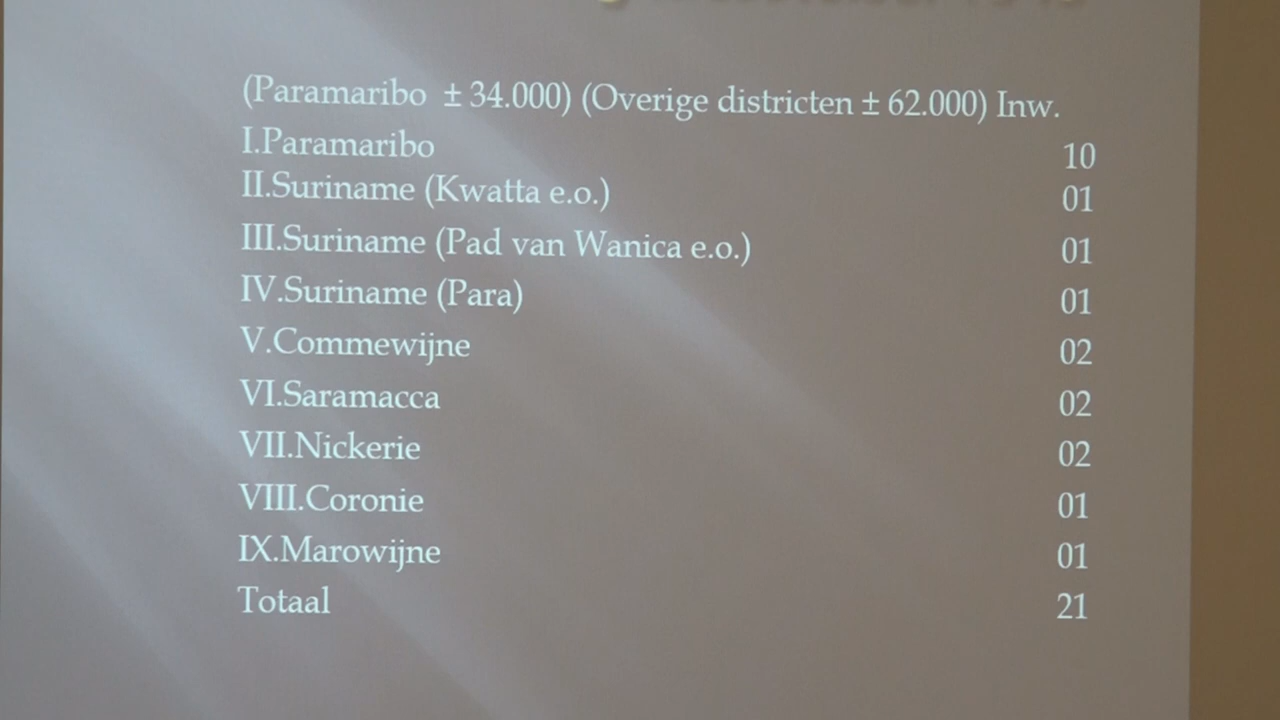 (Paramaribo ± 34.000) (Overige districten ± 62.000) Inw.
I.Paramaribo 10
II.Suriname (Kwatta e.o.) 01
III.Suriname (Pad van Wanica e.o.) 01
IV.Suriname (Para) 01
V.Commewijne 02
VI.Saramacca 02
VII.Nickerie 02
VIII.Coronie 01
IX.Marowijne 01
Totaal 21